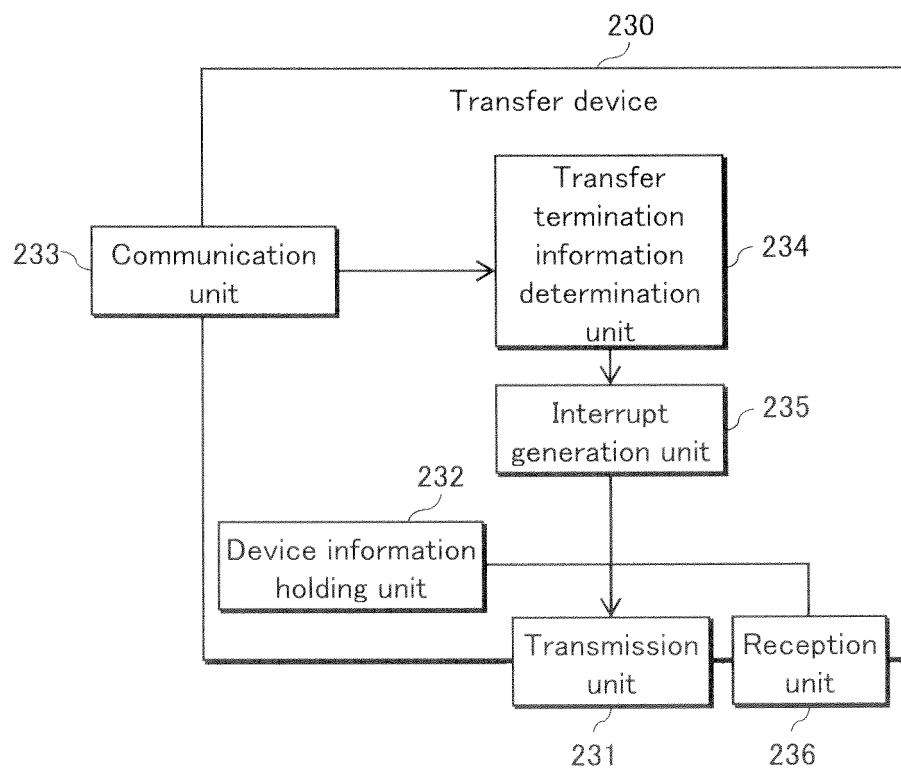 230
Transfer device
Transfer
termination
information
determination
unit
234
233
Communication
unit
Interrupt
generation unit
235
232
Device information
holding unit
Transmission
unit
231
Reception
unit
236